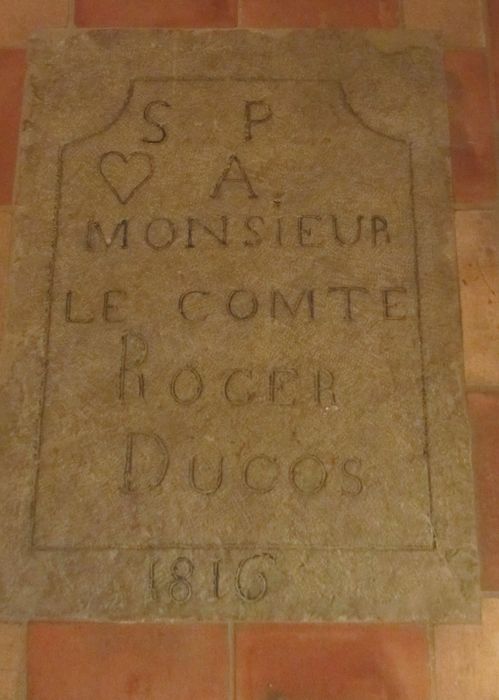 S P
♡ A.
MONSIEUR
LE COMTE
ROGER
DUCOS
1816